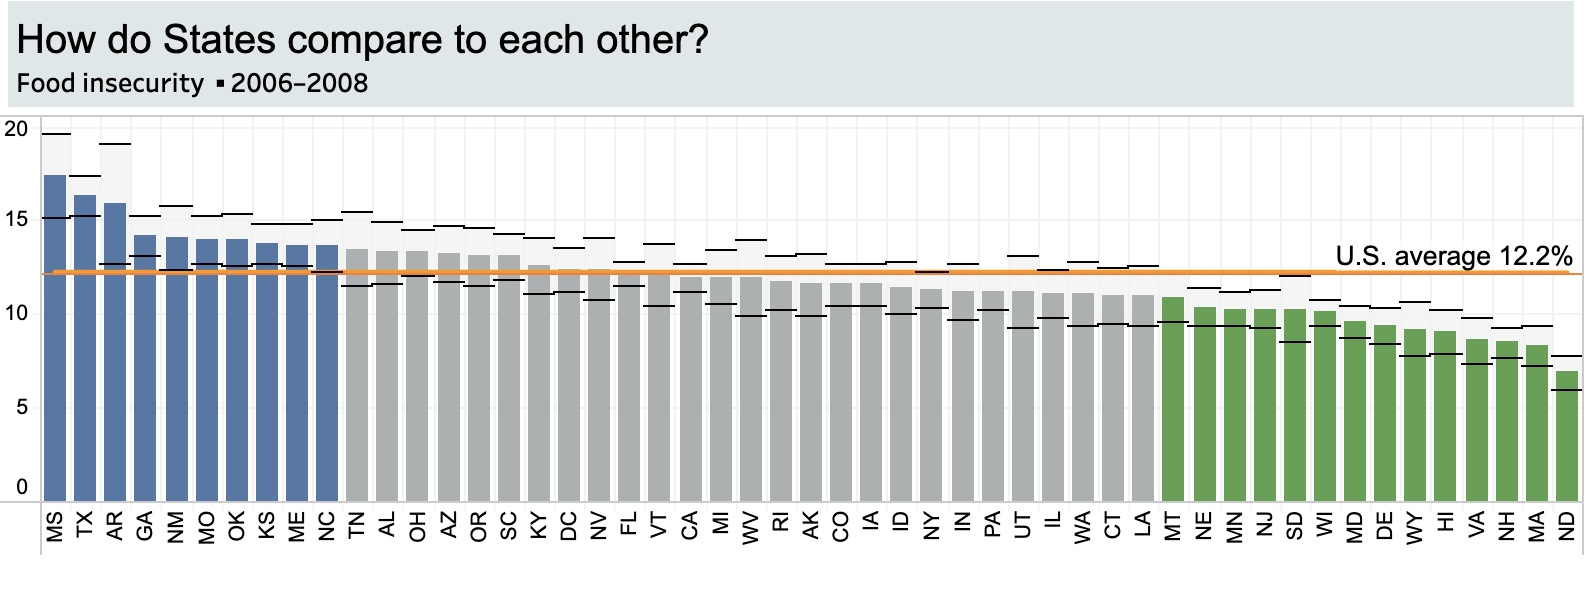 How do States compare to each other?
Food insecurity ▪ 2006–2008
20
15
10
5
0
U.S. average 12.2%
MS TX AR GA NM MO OK KS ME NC TN AL OH AZ OR SC KY DC NV FL VT CA MI WV RI AK CO IA ID NY IN PA UT IL WA CT LA MT NE MN NJ SD WI MD DE WY HI VA NH MA ND